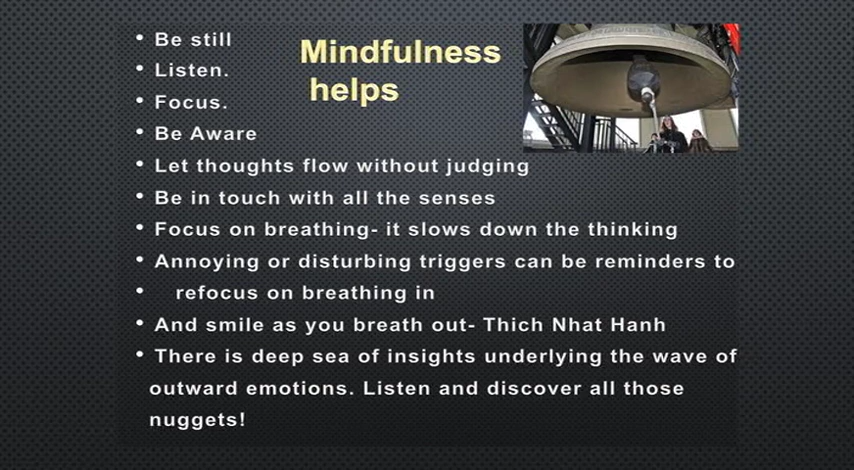 Mindfulness
helps
• Be still
• Listen.
• Focus.
• Be Aware
• Let thoughts flow without judging
• Be in touch with all the senses
• Focus on breathing- it slows down the thinking
• Annoying or disturbing triggers can be reminders to
• refocus on breathing in
• And smile as you breath out- Thich Nhat Hanh
• There is deep sea of insights underlying the wave of
outward emotions. Listen and discover all those
nuggets!